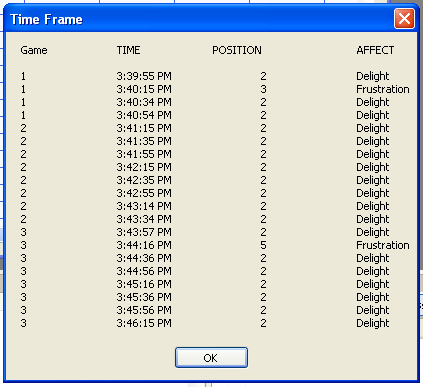 Time Frame
Game TIME POSITION AFFECT
1 3:39:55 PM 2 Delight
1 3:40:15 PM 3 Frustration
1 3:40:34 PM 2 Delight
1 3:40:54 PM 2 Delight
2 3:41:15 PM 2 Delight
2 3:41:35 PM 2 Delight
2 3:41:55 PM 2 Delight
2 3:42:15 PM 2 Delight
2 3:42:35 PM 2 Delight
2 3:42:55 PM 2 Delight
2 3:43:14 PM 2 Delight
2 3:43:34 PM 2 Delight
3 3:43:57 PM 2 Delight
3 3:44:16 PM 5 Frustration
3 3:44:36 PM 2 Delight
3 3:44:56 PM 2 Delight
3 3:45:16 PM 2 Delight
3 3:45:36 PM 2 Delight
3 3:45:56 PM 2 Delight
3 3:46:15 PM 2 Delight
OK